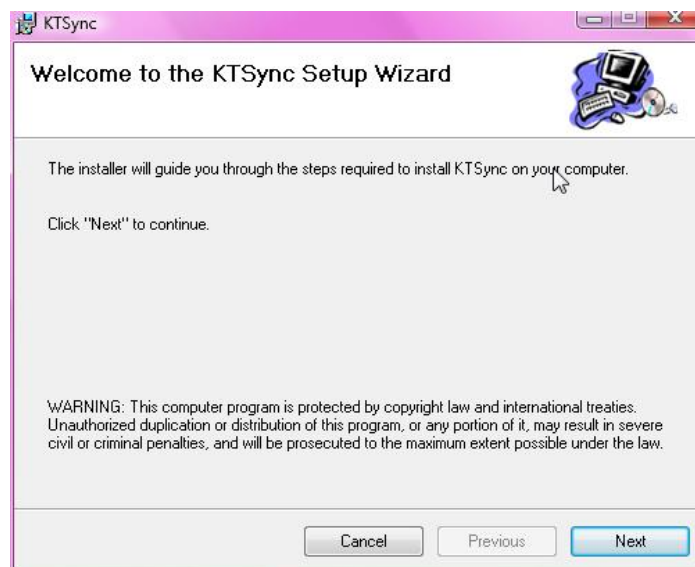 KTSync
Welcome to the KTSync Setup Wizard
The installer will guide you through the steps required to install KTSync on your computer.
Click "Next" to continue.
WARNING: This computer program is protected by copyright law and international treaties.
Unauthorized duplication or distribution of this program, or any portion of it, may result in severe
civil or criminal penalties, and will be prosecuted to the maximum extent possible under the law.
Cancel Previous Next